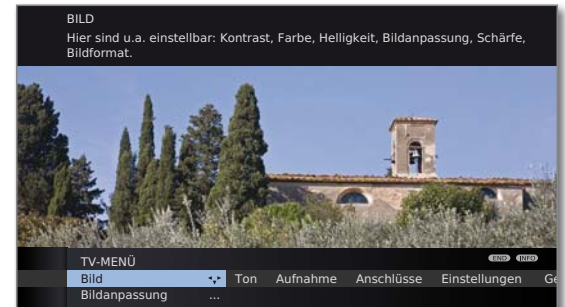 BILD
Hier sind u.a. einstellbar: Kontrast, Farbe, Helligkeit, Bildanpassung, Schärfe,
Bildformat.
TV-MENÜ END INFO
Bild Ton Aufnahme Anschlüsse Einstellungen Ge
Bildanpassung ...